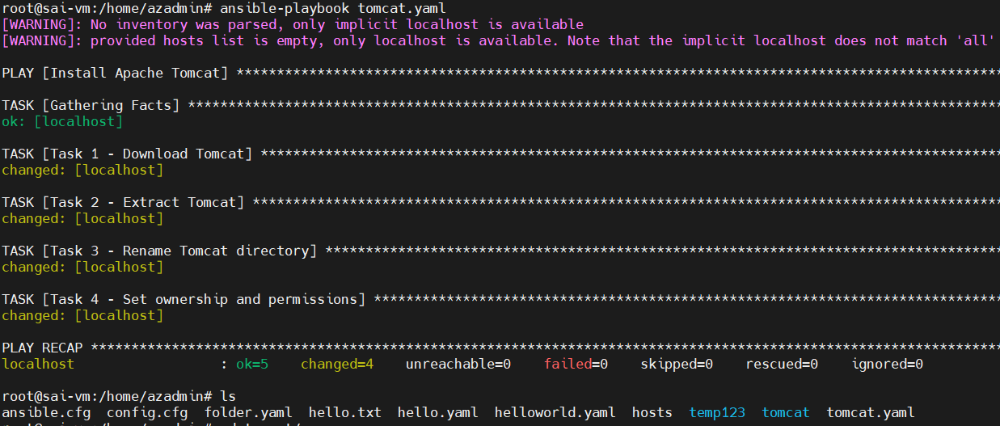 root@sai-vm:/home/azadmin# ansible-playbook tomcat.yaml
[WARNING]: No inventory was parsed, only implicit localhost is available
[WARNING]: provided hosts list is empty, only localhost is available. Note that the implicit localhost does not match 'all'
PLAY [Install Apache Tomcat] ************************************************************************************************
TASK [Gathering Facts] ******************************************************************************************************
ok: [localhost]
TASK [Task 1 - Download Tomcat] *********************************************************************************************
changed: [localhost]
TASK [Task 2 - Extract Tomcat] **********************************************************************************************
changed: [localhost]
TASK [Task 3 - Rename Tomcat directory] *************************************************************************************
changed: [localhost]
TASK [Task 4 - Set ownership and permissions] *******************************************************************************
changed: [localhost]
PLAY RECAP ******************************************************************************************************************
localhost                  : ok=5    changed=4    unreachable=0    failed=0    skipped=0    rescued=0    ignored=0
root@sai-vm:/home/azadmin# ls
ansible.cfg  config.cfg  folder.yaml  hello.txt  hello.yaml  helloworld.yaml  hosts  temp123  tomcat  tomcat.yaml